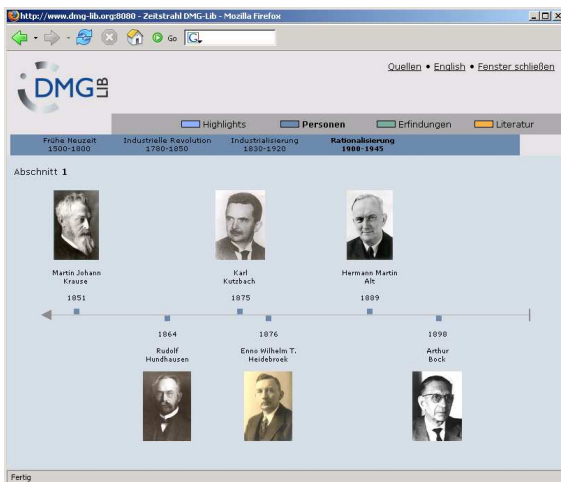 http://www.dmg-lib.org:8080 - Zeitstrahl DMG-Lib - Mozilla Firefox
Go G
Quellen • English • Fenster schließen
DMG LIB
Highlights Personen Erfindungen Literatur
Frühe Neuzeit Industrielle Revolution Industrialisierung Rationalisierung
1500-1800 1780-1850 1830-1920 1900-1945
Abschnitt 1
Martin Johann Karl Hermann Martin
Krause Kutzbach Alt
1851 1875 1889
1864 1876 1898
Rudolf Enno Wilhelm T. Arthur
Hundhausen Heidebroek Bock
Fertig